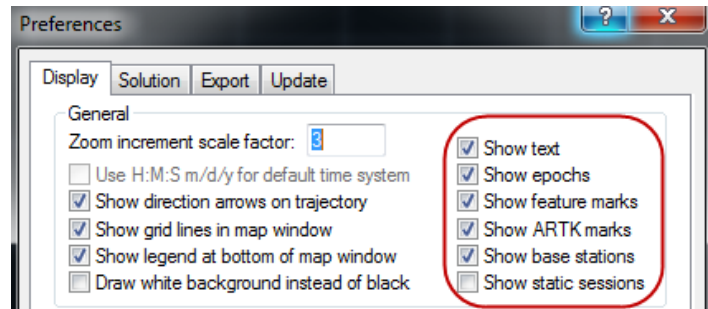 Preferences
?
X
Display Solution Export Update
General
Zoom increment scale factor: 3
Use H:M:S m/d/y for default time system
Show direction arrows on trajectory
Show grid lines in map window
Show legend at bottom of map window
Draw white background instead of black
Show text
Show epochs
Show feature marks
Show ARTK marks
Show base stations
Show static sessions